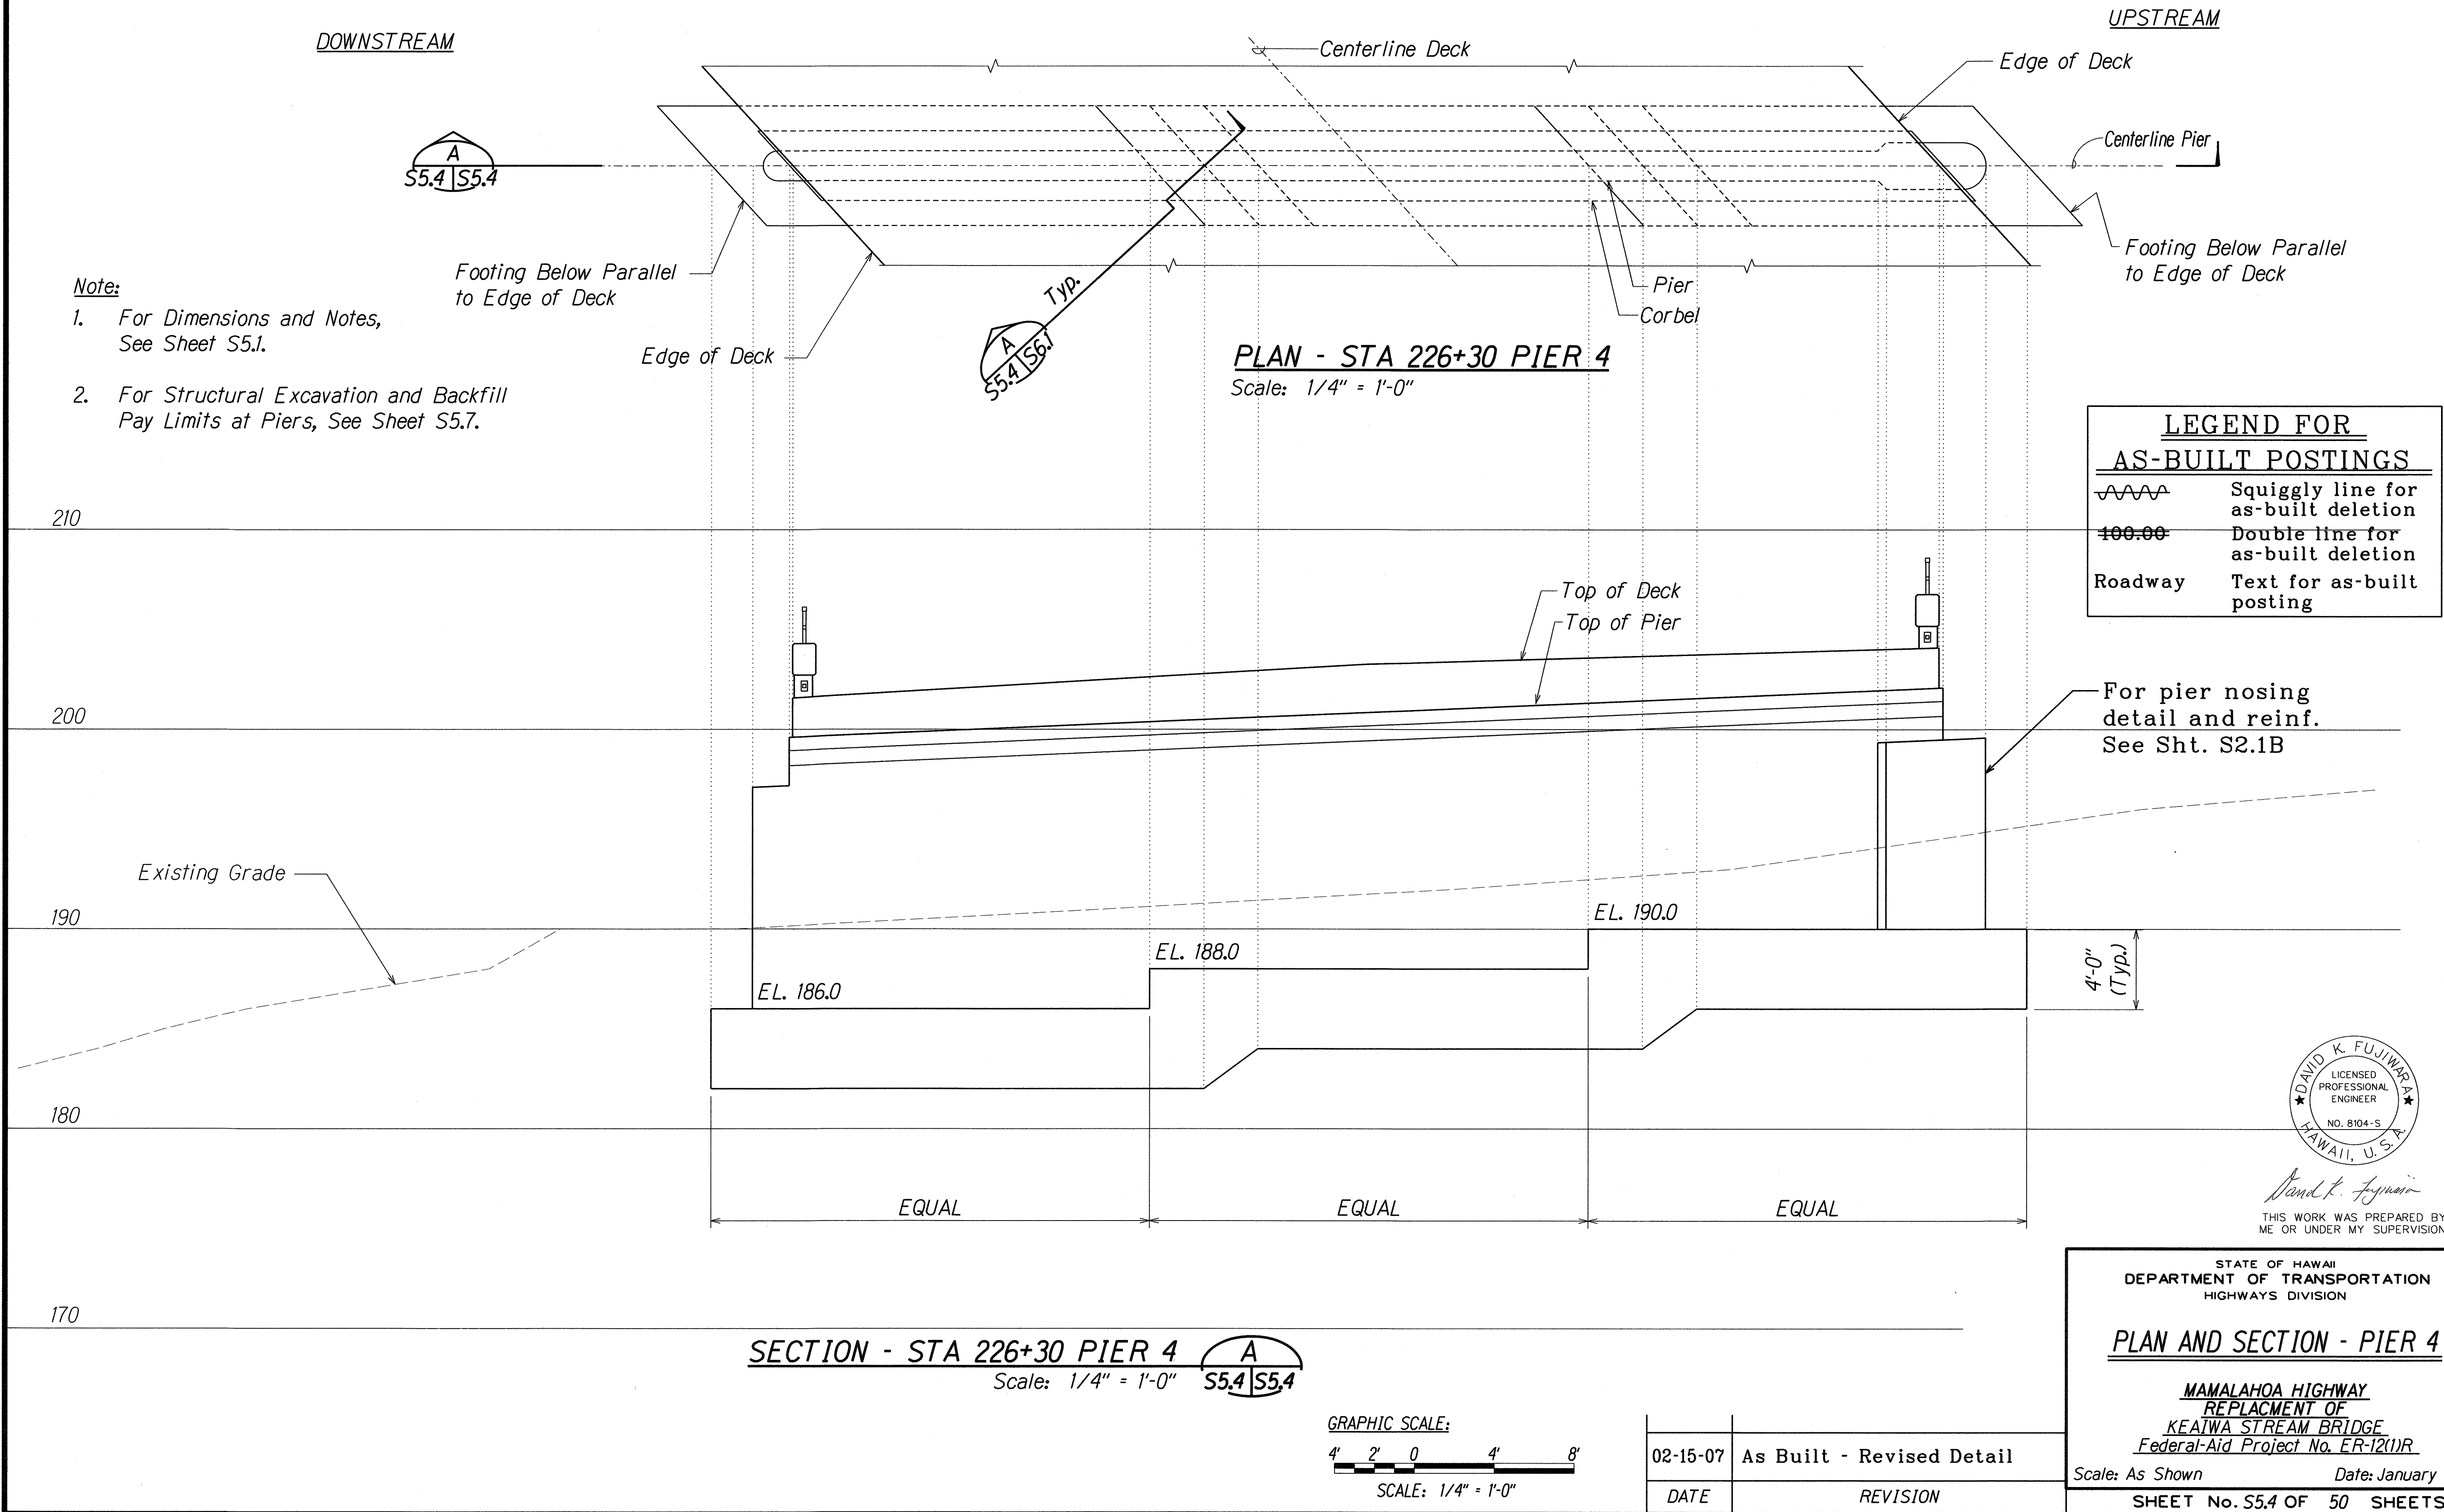 DOWNSTREAM
UPSTREAM
Centerline Deck
Edge of Deck
Centerline Pier
A
S5.4 S5.4
Footing Below Parallel
to Edge of Deck
Footing Below Parallel
to Edge of Deck
Typ.
Pier
Corbel
A
S5.4 S6.1
Edge of Deck
Note:
1. For Dimensions and Notes,
See Sheet S5.1.
2. For Structural Excavation and Backfill
Pay Limits at Piers, See Sheet S5.7.
PLAN - STA 226+30 PIER 4
Scale: 1/4" = 1'-0"
LEGEND FOR
AS-BUILT POSTINGS
Squiggly line for
as-built deletion
100.00 Double line for
as-built deletion
Roadway Text for as-built
posting
210
Top of Deck
Top of Pier
200
For pier nosing
detail and reinf.
See Sht. S2.1B
Existing Grade
190
EL. 190.0
EL. 188.0
EL. 186.0
4'-0"
(Typ.)
180
DAVID K. FUJIWARA
LICENSED
PROFESSIONAL
ENGINEER
NO. 8104-S
HAWAII, U. S. A.
David K. Fujiwara
THIS WORK WAS PREPARED BY
ME OR UNDER MY SUPERVISION
EQUAL
EQUAL
EQUAL
170
SECTION - STA 226+30 PIER 4
A
S5.4 S5.4
Scale: 1/4" = 1'-0"
GRAPHIC SCALE:
4' 2' 0 4' 8'
SCALE: 1/4" = 1'-0"
02-15-07 As Built - Revised Detail
DATE REVISION
STATE OF HAWAII
DEPARTMENT OF TRANSPORTATION
HIGHWAYS DIVISION
PLAN AND SECTION - PIER 4
MAMALAHOA HIGHWAY
REPLACMENT OF
KEAIWA STREAM BRIDGE
Federal-Aid Project No. ER-12(1)R
Scale: As Shown Date: January
SHEET No. S5.4 OF 50 SHEETS